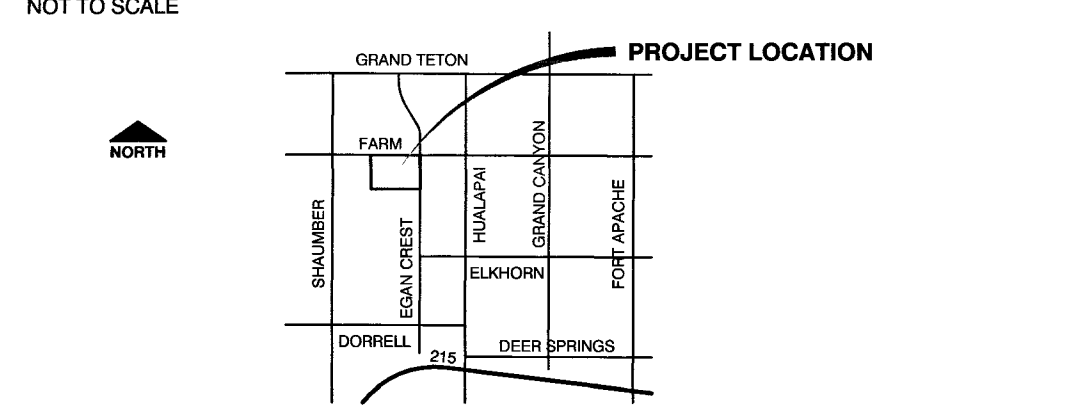 NOT TO SCALE
PROJECT LOCATION
GRAND TETON
NORTH
FARM
SHAUMBER
EGAN CREST
HUALAPAI
GRAND CANYON
FORT APACHE
ELKHORN
DORRELL
215
DEER SPRINGS